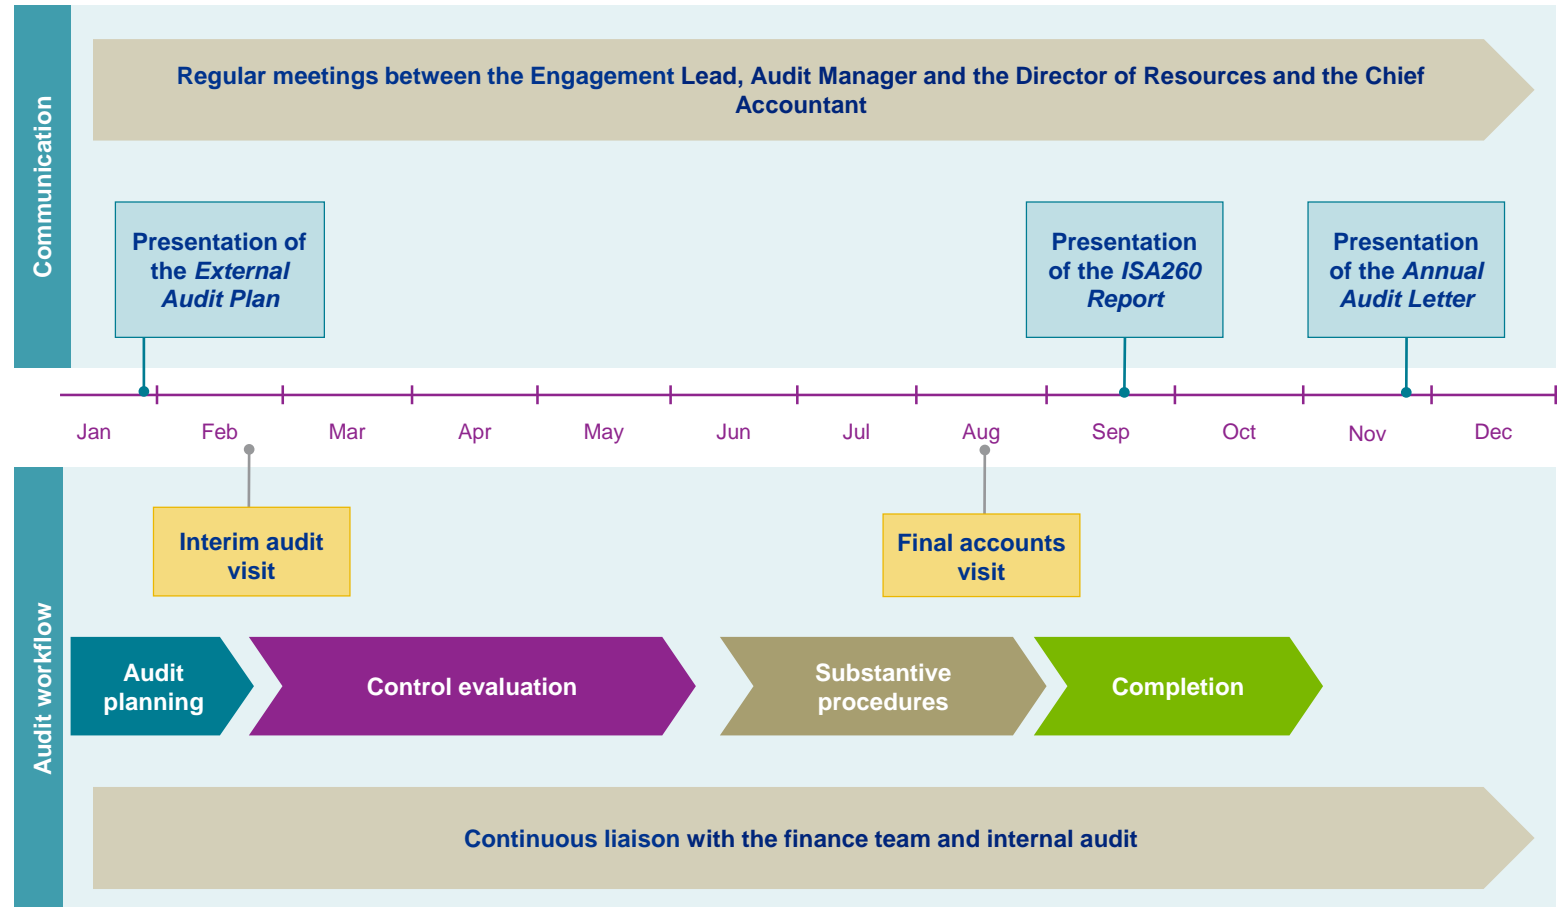 Communication
Regular meetings between the Engagement Lead, Audit Manager and the Director of Resources and the Chief
Accountant
Presentation of
the External
Audit Plan
Presentation
of the ISA260
Report
Presentation
of the Annual
Audit Letter
Jan Feb Mar Apr May Jun Jul Aug Sep Oct Nov Dec
Audit workflow
Interim audit
visit
Final accounts
visit
Audit
planning
Control evaluation
Substantive
procedures
Completion
Continuous liaison with the finance team and internal audit